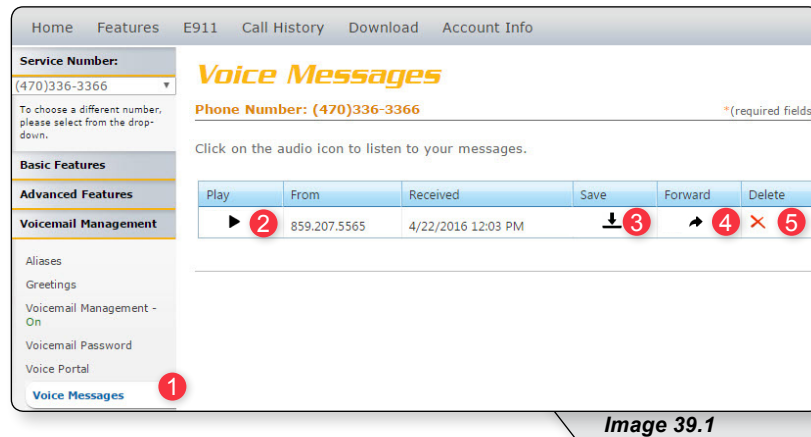 Home Features E911 Call History Download Account Info
Service Number:
(470)336-3366
To choose a different number,
please select from the drop-
down.
Basic Features
Advanced Features
Voicemail Management
Aliases
Greetings
Voicemail Management -
On
Voicemail Password
Voice Portal
Voice Messages 1
Voice Messages
Phone Number: (470)336-3366 *(required fields
Click on the audio icon to listen to your messages.
Play From Received Save Forward Delete
2 859.207.5565 4/22/2016 12:03 PM 3 4 5
Image 39.1